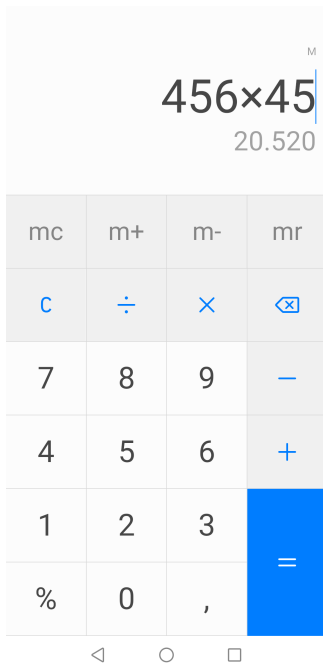 M
456×45
20.520
mc m+ m- mr
C ÷ ×
7 8 9 −
4 5 6 +
1 2 3
% 0 , =